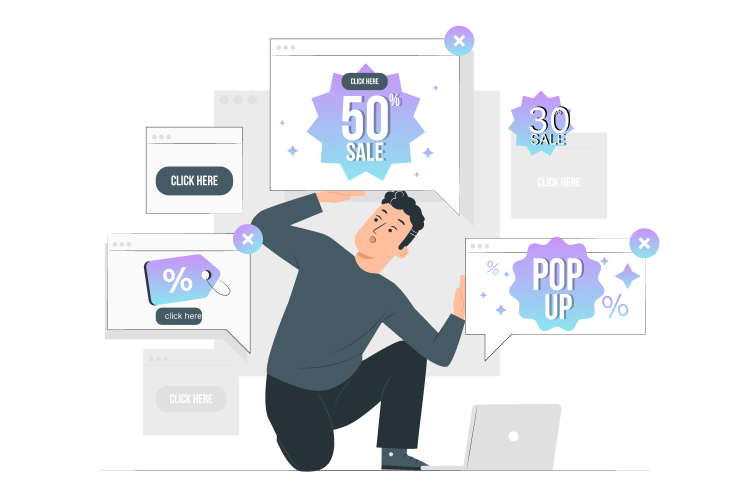 CLICK HERE
50%
SALE
30%
SALE
CLICK HERE
CLICK HERE
%
click here
POP
UP
%
%
CLICK HERE